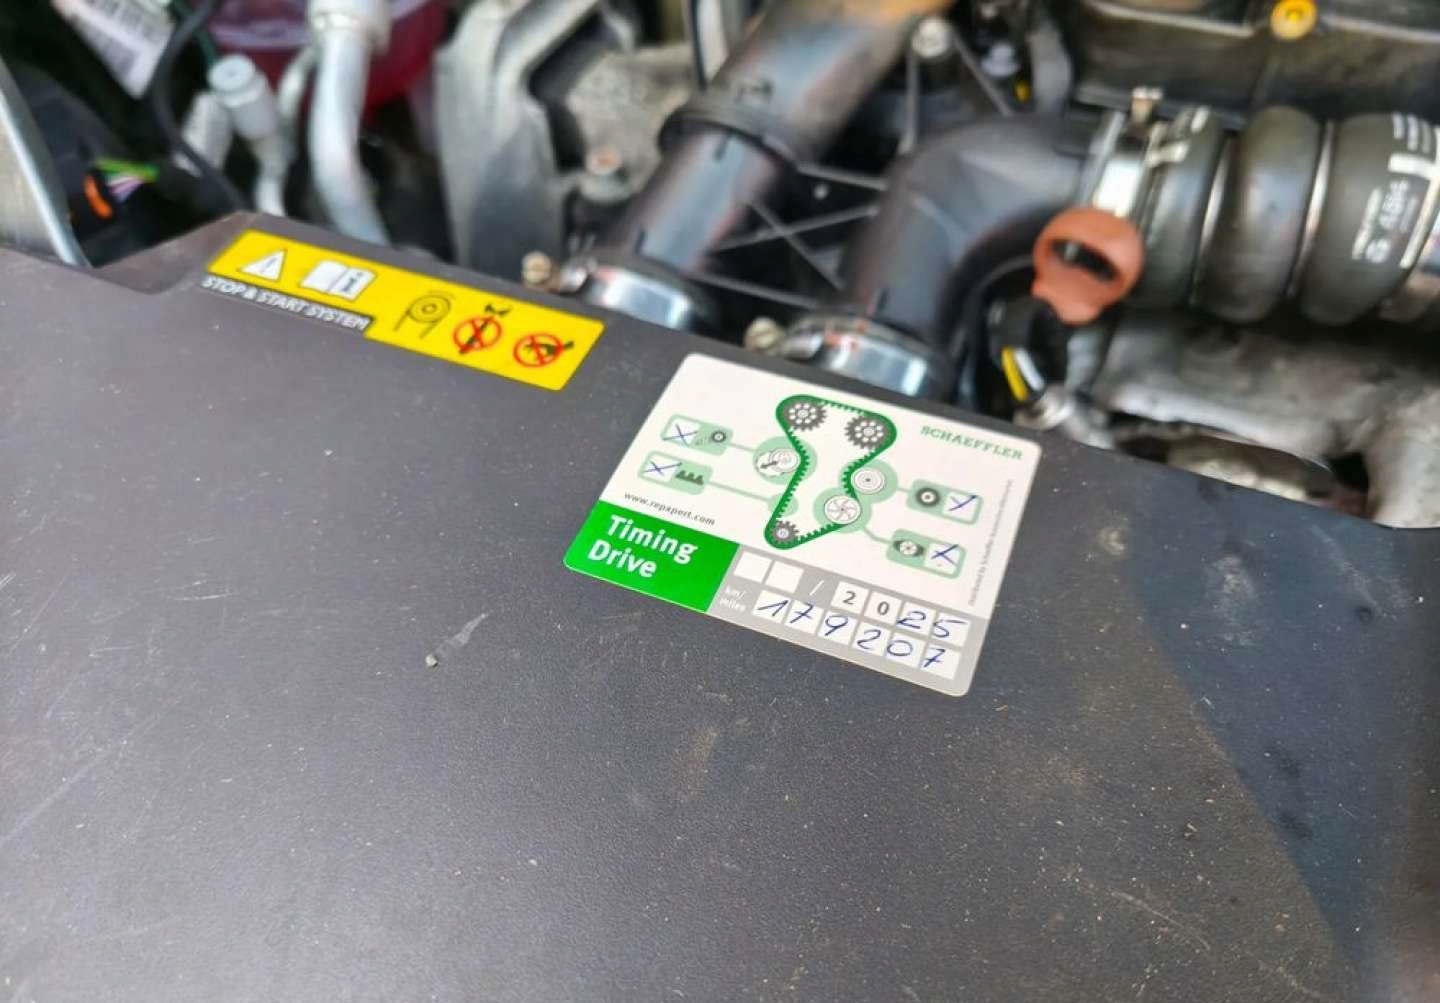 STOP & START SYSTEM
SCHAEFFLER
www.repxpert.com
Timing
Drive
/ 2025
km/
miles
179207